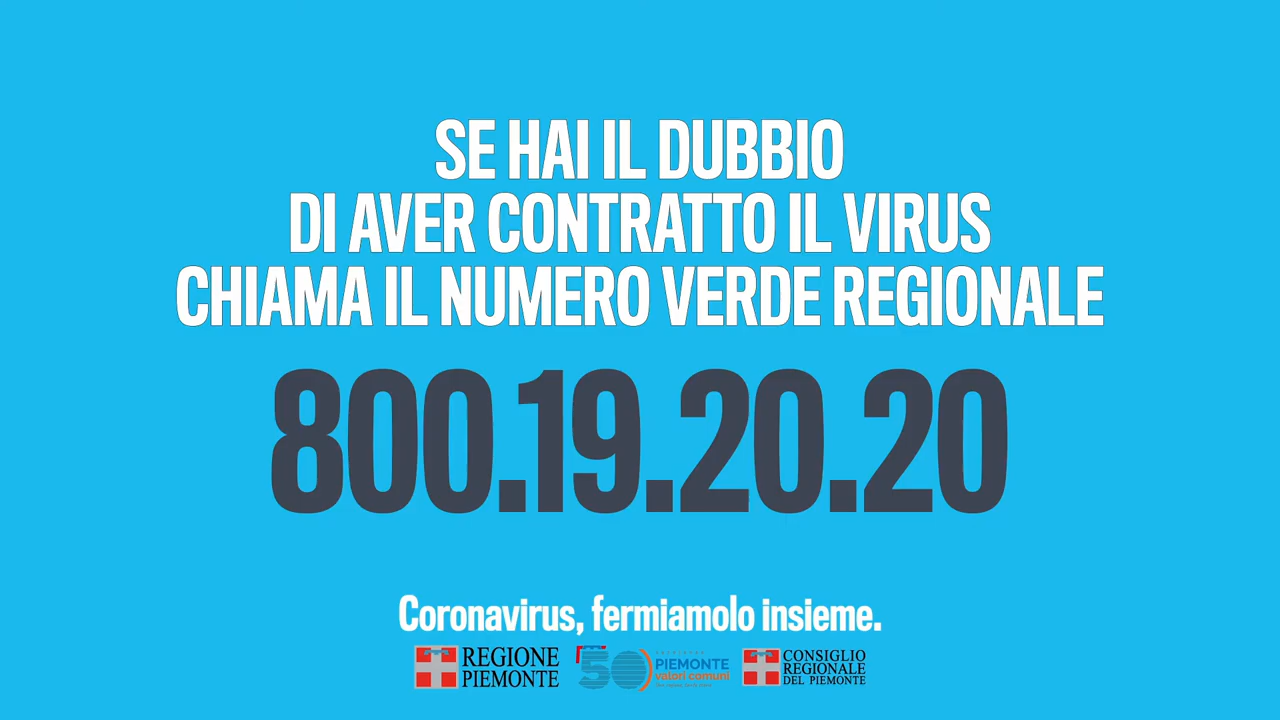 SE HAI IL DUBBIO
DI AVER CONTRATTO IL VIRUS
CHIAMA IL NUMERO VERDE REGIONALE
800.19.20.20
Coronavirus, fermiamolo insieme.
REGIONE
PIEMONTE
50
PIEMONTE
valori comuni
CONSIGLIO
REGIONALE
DEL PIEMONTE